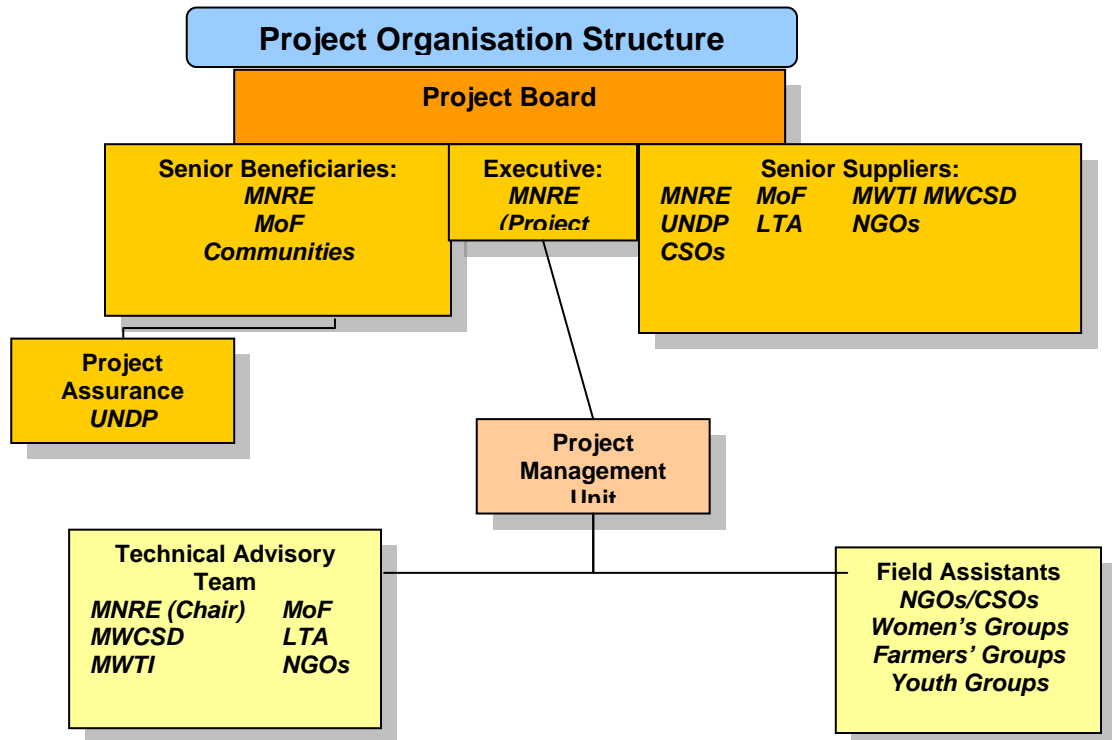 Project Organisation Structure
Project Board
Senior Beneficiaries:
MNRE
MoF
Communities
Executive:
MNRE
(Project
Senior Suppliers:
MNRE MoF MWTI MWCSD
UNDP LTA NGOs
CSOs
Project
Assurance
UNDP
Project
Management
Unit
Technical Advisory
Team
MNRE (Chair) MoF
MWCSD LTA
MWTI NGOs
Field Assistants
NGOs/CSOs
Women's Groups
Farmers' Groups
Youth Groups